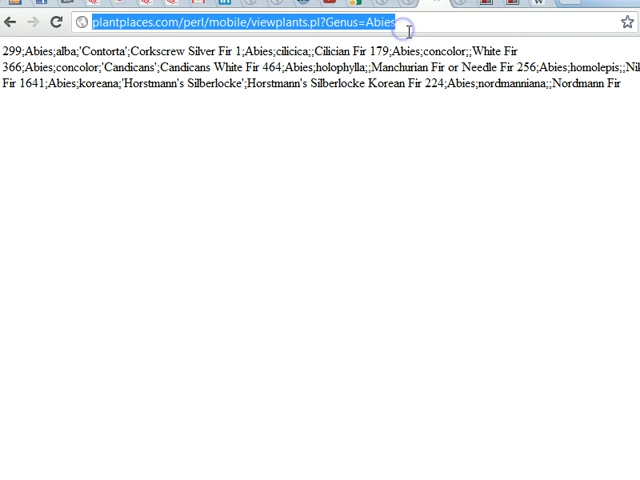 plantplaces.com/perl/mobile/viewplants.pl?Genus=Abies
299;Abies;alba;'Contorta';Corkscrew Silver Fir 1;Abies;cilicica;;Cilician Fir 179;Abies;concolor;;White Fir
366;Abies;concolor;'Candicans';Candicans White Fir 464;Abies;holophylla;;Manchurian Fir or Needle Fir 256;Abies;homolepis;;Nik
Fir 1641;Abies;koreana;'Horstmann's Silberlocke';Horstmann's Silberlocke Korean Fir 224;Abies;nordmanniana;;Nordmann Fir